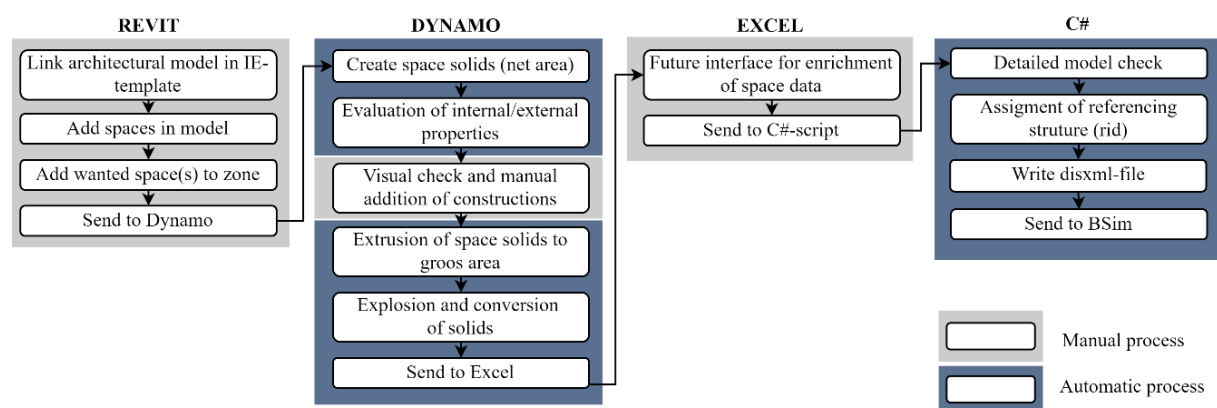 REVIT
Link architectural model in IE-
template
Add spaces in model
Add wanted space(s) to zone
Send to Dynamo
DYNAMO
Create space solids (net area)
Evaluation of internal/external
properties
Visual check and manual
addition of constructions
Extrusion of space solids to
groos area
Explosion and conversion
of solids
Send to Excel
EXCEL
Future interface for enrichment
of space data
Send to C#-script
C#
Detailed model check
Assigment of referencing
struture (rid)
Write disxml-file
Send to BSim
Manual process
Automatic process